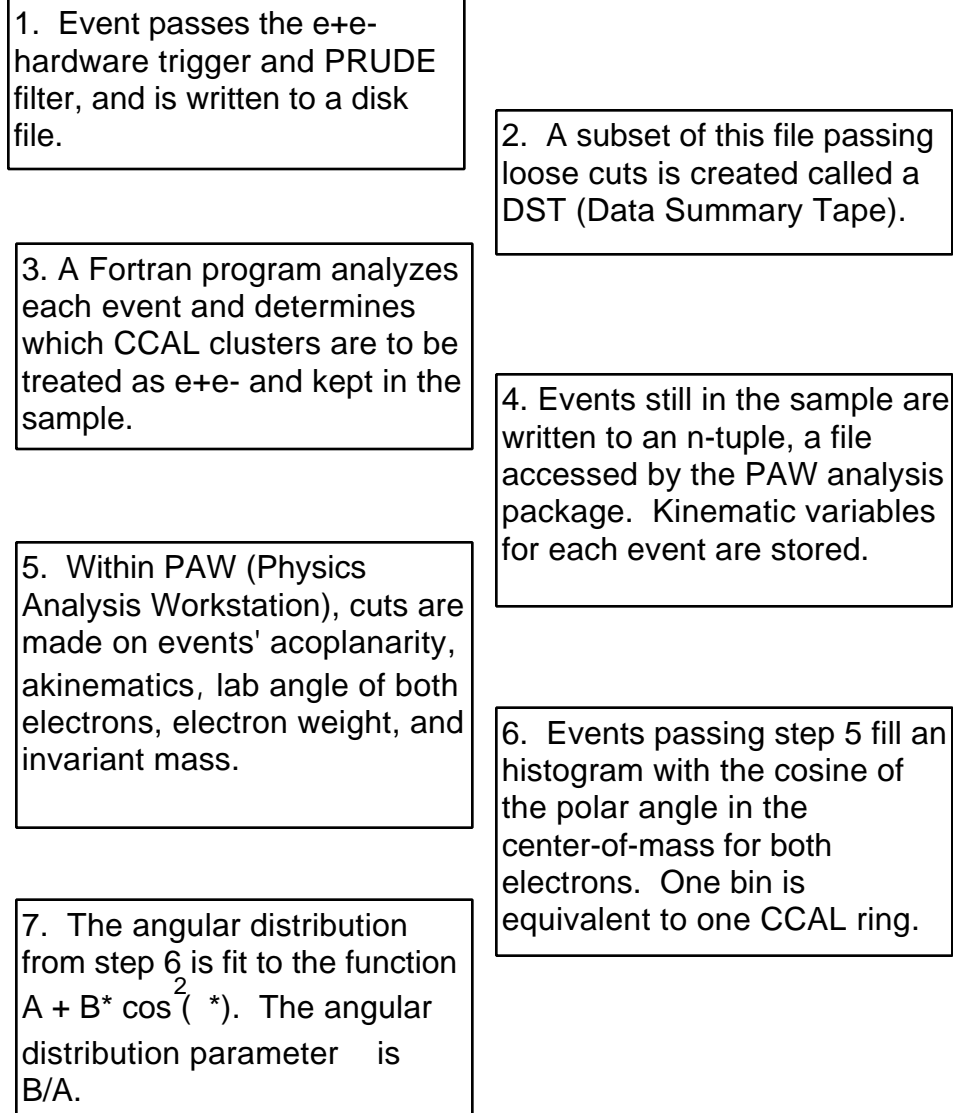 1.  Event passes the e+e-
hardware trigger and PRUDE
filter, and is written to a disk
file.
2.  A subset of this file passing
loose cuts is created called a
DST (Data Summary Tape).
3. A Fortran program analyzes
each event and determines
which CCAL clusters are to be
treated as e+e- and kept in the
sample.
4. Events still in the sample are
written to an n-tuple, a file
accessed by the PAW analysis
package.  Kinematic variables
for each event are stored.
5.  Within PAW (Physics
Analysis Workstation), cuts are
made on events' acoplanarity,
akinematics, lab angle of both
electrons, electron weight, and
invariant mass.
6.  Events passing step 5 fill an
histogram with the cosine of
the polar angle in the
center-of-mass for both
electrons.  One bin is
equivalent to one CCAL ring.
7.  The angular distribution
from step 6 is fit to the function
A + B* cos²(  *).  The angular
distribution parameter    is
B/A.